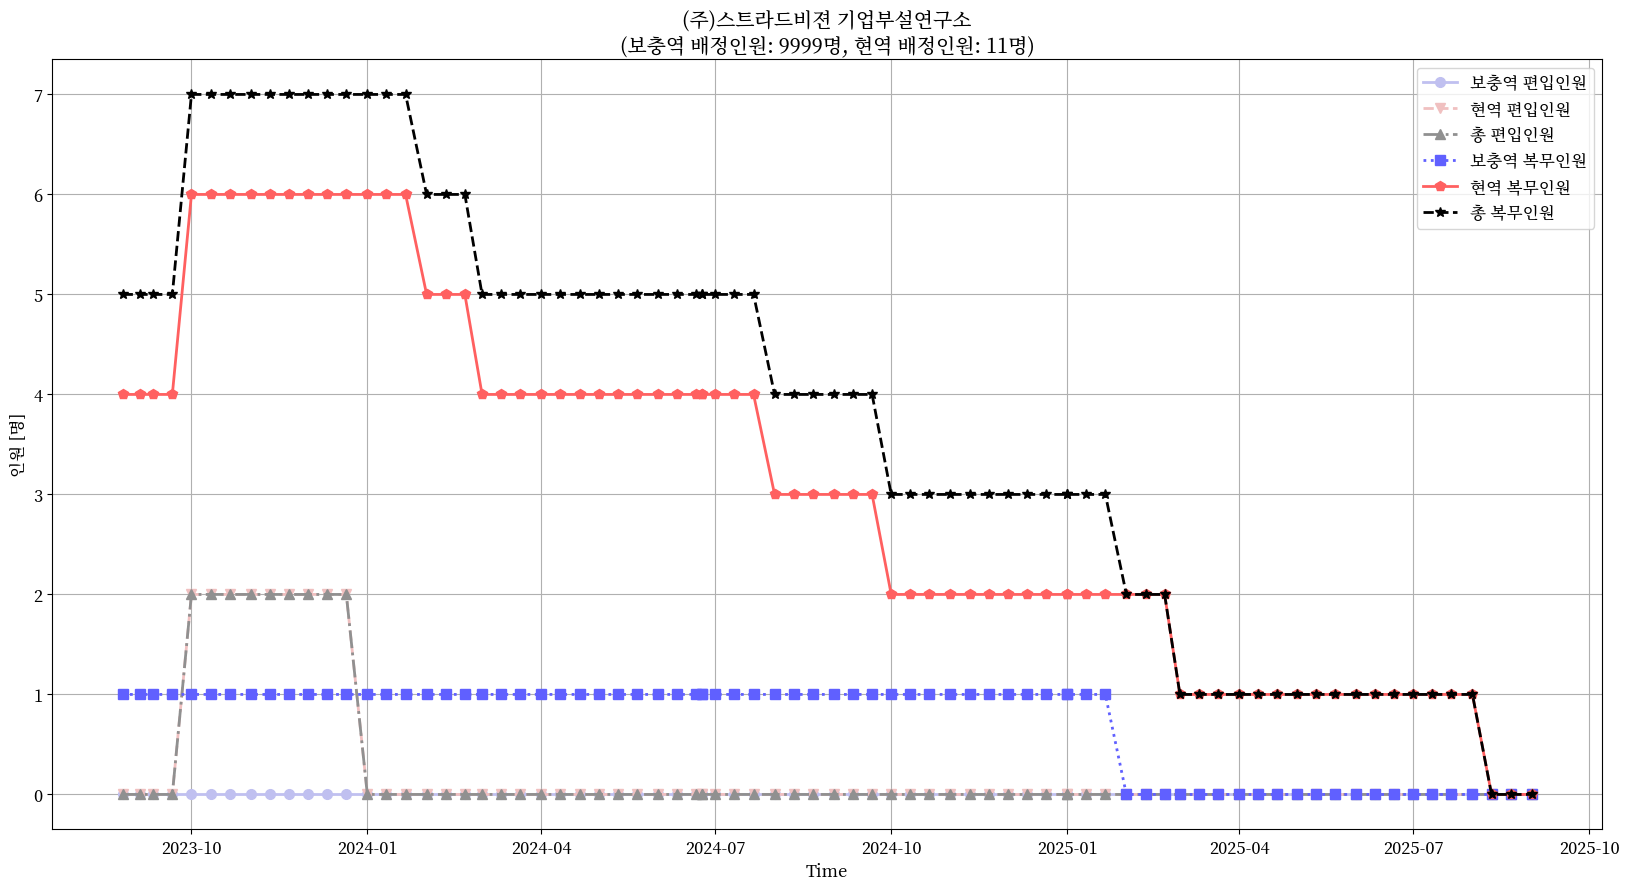 (주)스트라드비젼 기업부설연구소
(보충역 배정인원: 9999명, 현역 배정인원: 11명)
보충역 편입인원
현역 편입인원
총 편입인원
보충역 복무인원
현역 복무인원
총 복무인원
인원 [명]
7
6
5
4
3
2
1
0
2023-10 2024-01 2024-04 2024-07 2024-10 2025-01 2025-04 2025-07 2025-10
Time